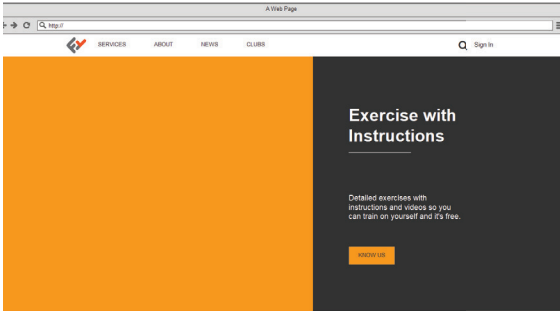 A Web Page
http://
SERVICES ABOUT NEWS CLUBS Sign In
Exercise with
Instructions
Detailed exercises with
instructions and videos so you
can train on yourself and it's free.
KNOW US